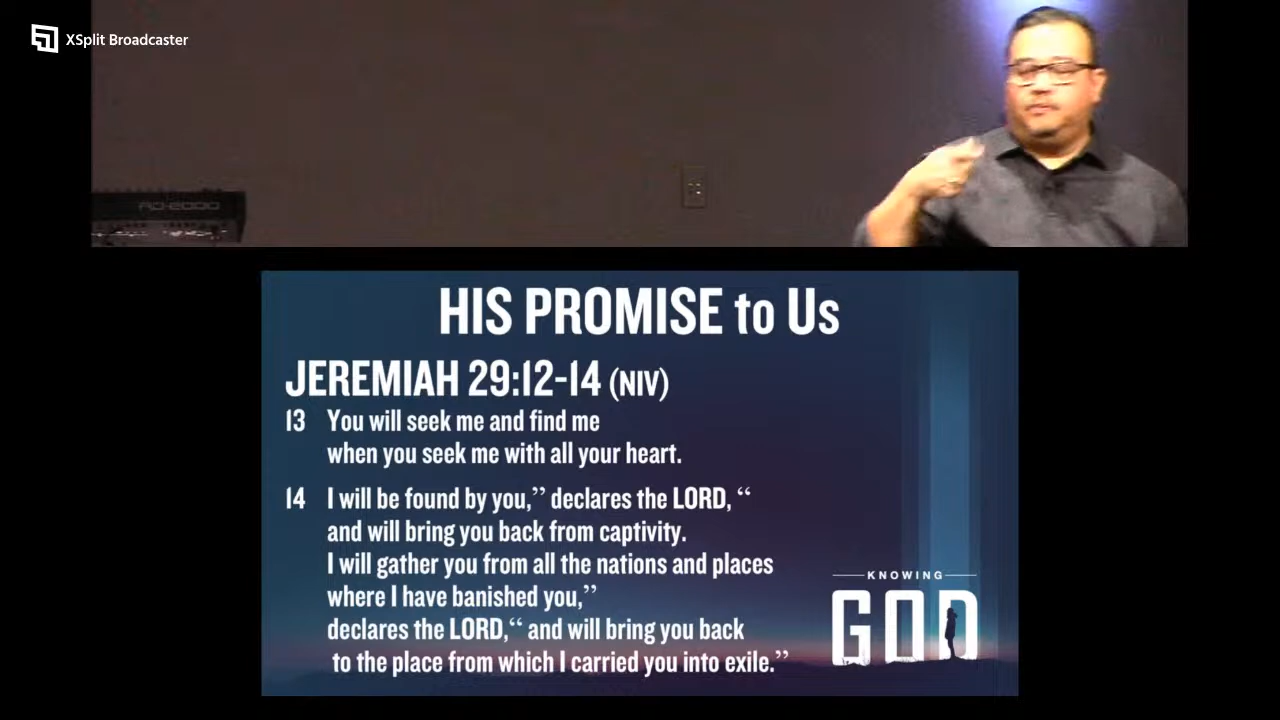 XSplit Broadcaster
RD-2000
HIS PROMISE to Us
JEREMIAH 29:12-14 (NIV)
13 You will seek me and find me
when you seek me with all your heart.
14 I will be found by you,” declares the LORD, “
and will bring you back from captivity.
I will gather you from all the nations and places
where I have banished you,”
declares the LORD,“ and will bring you back
to the place from which I carried you into exile.”
KNOWING
GOD